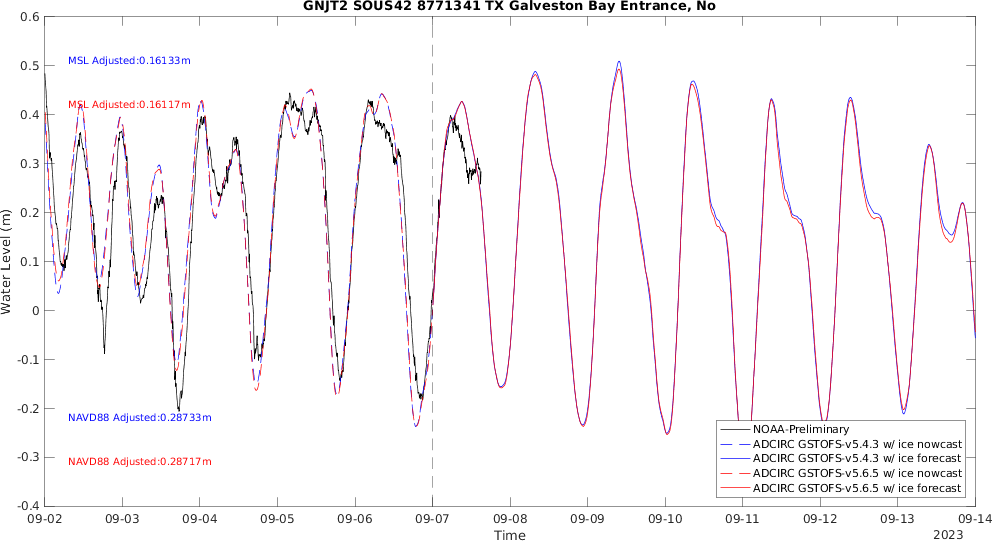 GNJT2 SOUS42 8771341 TX Galveston Bay Entrance, No
0.6
0.5
0.4
0.3
0.2
0.1
0
-0.1
-0.2
-0.3
-0.4
Water Level (m)
MSL Adjusted:0.16133m
MSL Adjusted:0.16117m
NAVD88 Adjusted:0.28733m
NAVD88 Adjusted:0.28717m
NOAA-Preliminary
ADCIRC GSTOFS-v5.4.3 w/ ice nowcast
ADCIRC GSTOFS-v5.4.3 w/ ice forecast
ADCIRC GSTOFS-v5.6.5 w/ ice nowcast
ADCIRC GSTOFS-v5.6.5 w/ ice forecast
09-02 09-03 09-04 09-05 09-06 09-07 09-08 09-09 09-10 09-11 09-12 09-13 09-14
Time
2023